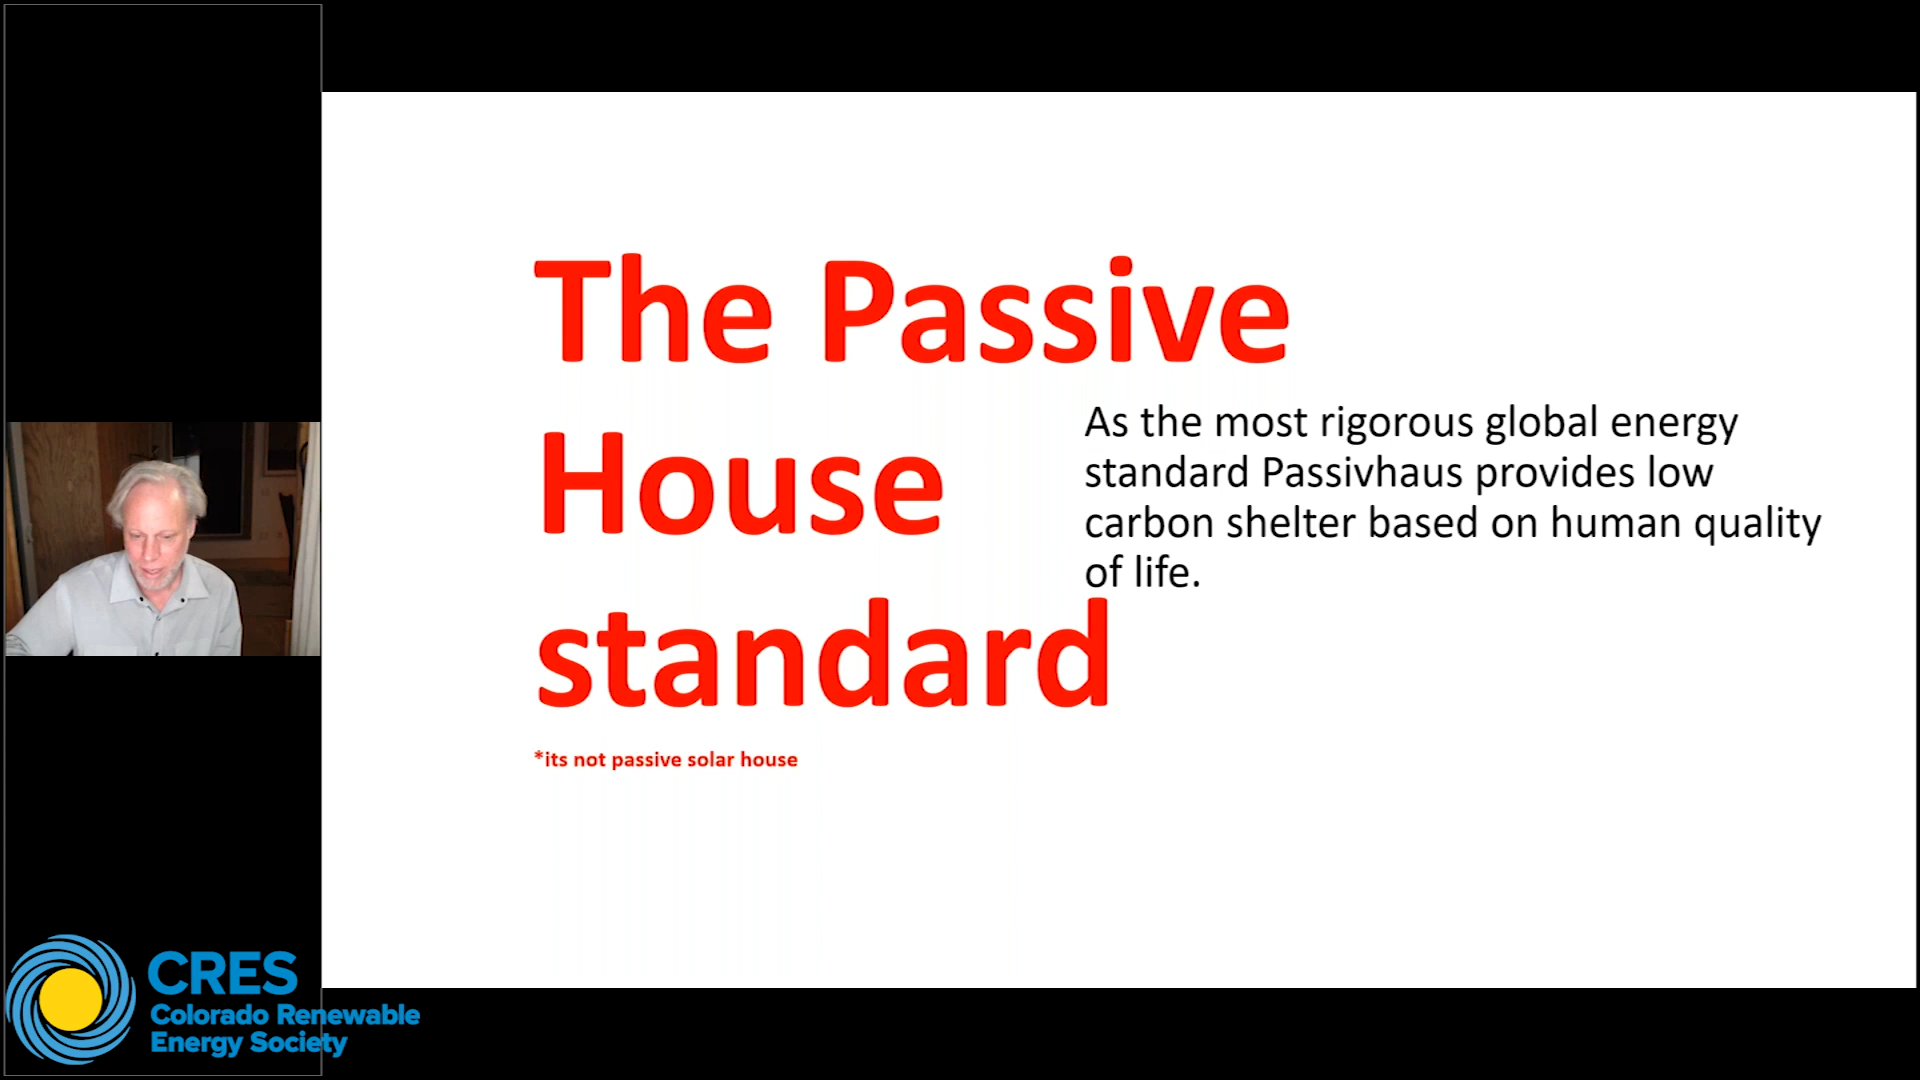 The Passive
House
standard
*its not passive solar house
As the most rigorous global energy
standard Passivhaus provides low
carbon shelter based on human quality
of life.
CRES
Colorado Renewable
Energy Society